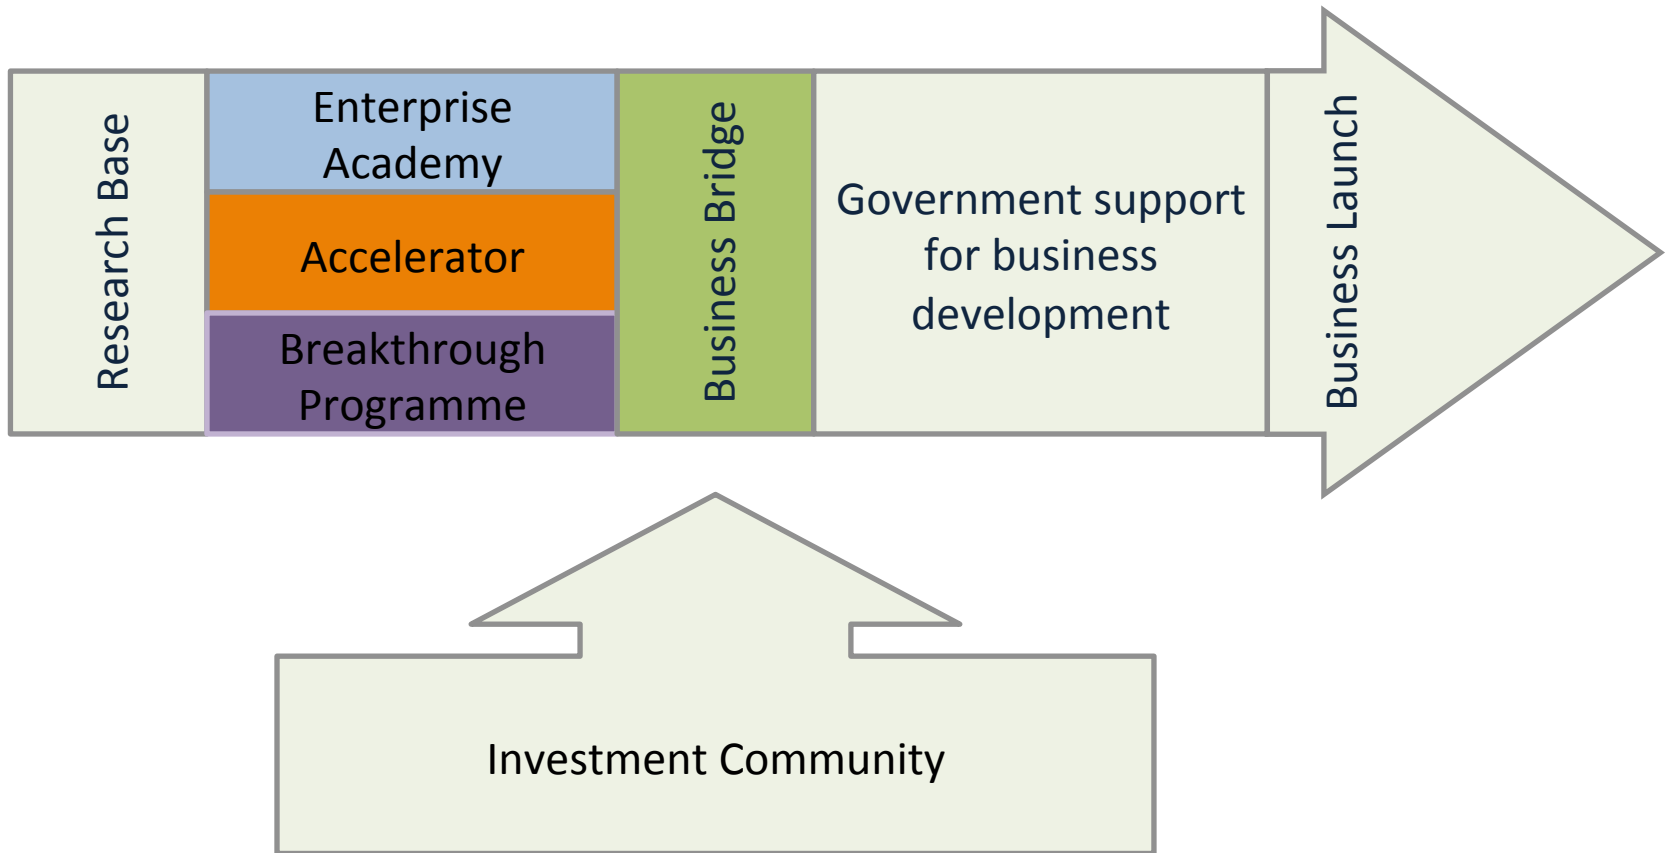 Research Base
Enterprise
Academy
Accelerator
Breakthrough
Programme
Business Bridge
Government support
for business
development
Business Launch
Investment Community